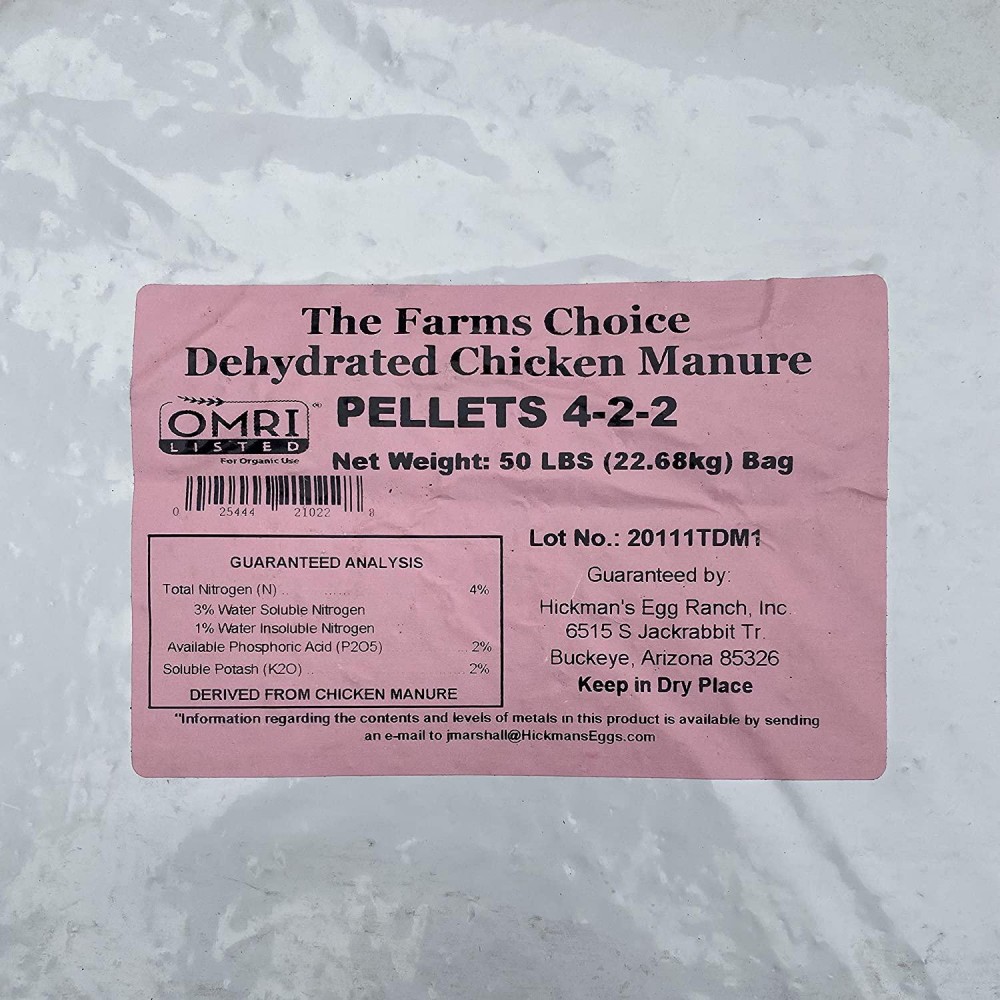 The Farms Choice
Dehydrated Chicken Manure
OMRI
LISTED
For Organic Use
PELLETS 4-2-2
Net Weight: 50 LBS (22.68kg) Bag
0 25444 21022 8
GUARANTEED ANALYSIS
Total Nitrogen (N) .. ...... 4%
3% Water Soluble Nitrogen
1% Water Insoluble Nitrogen
Available Phosphoric Acid (P2O5) ... 2%
Soluble Potash (K2O) .. ...... 2%
DERIVED FROM CHICKEN MANURE
Lot No.: 20111TDM1
Guaranteed by:
Hickman's Egg Ranch, Inc.
6515 S Jackrabbit Tr.
Buckeye, Arizona 85326
Keep in Dry Place
"Information regarding the contents and levels of metals in this product is available by sending
an e-mail to jmarshall@HickmansEggs.com